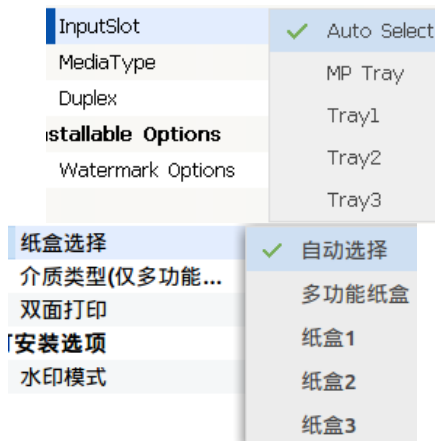 InputSlot
MediaType
Duplex
stallable Options
Watermark Options
Auto Select
MP Tray
Tray1
Tray2
Tray3
纸盒选择
介质类型(仅多功能...
双面打印
安装选项
水印模式
自动选择
多功能纸盒
纸盒1
纸盒2
纸盒3